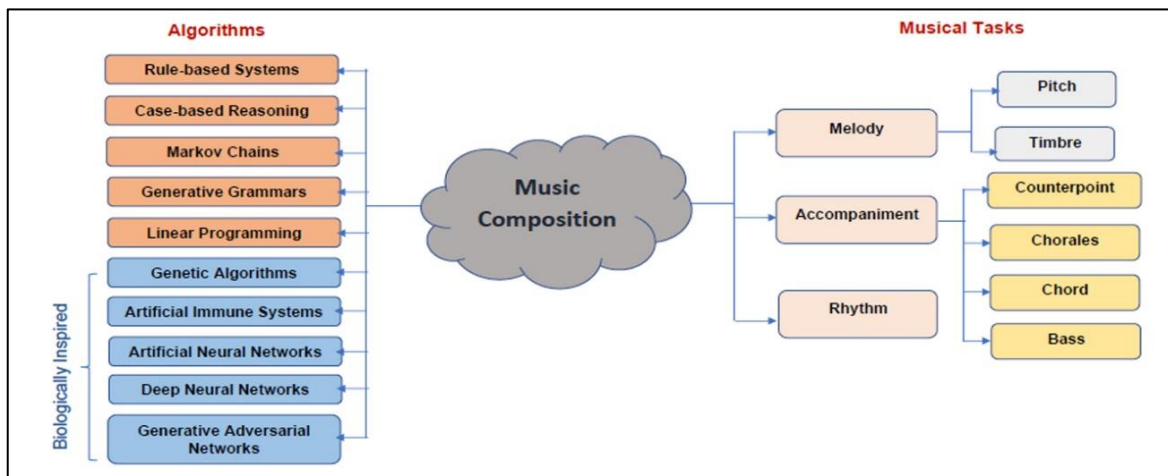 Algorithms
Rule-based Systems
Case-based Reasoning
Markov Chains
Generative Grammars
Linear Programming
Genetic Algorithms
Artificial Immune Systems
Artificial Neural Networks
Deep Neural Networks
Generative Adversarial
Networks
Biologically Inspired
Music
Composition
Musical Tasks
Melody
Accompaniment
Rhythm
Pitch
Timbre
Counterpoint
Chorales
Chord
Bass